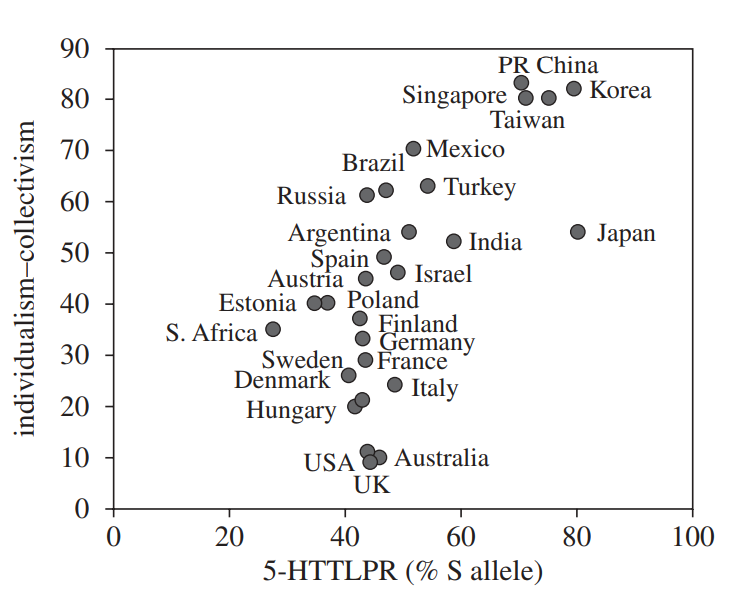 90
PR China
80
Singapore
Korea
Taiwan
70
Mexico
Brazil
60
Russia
Turkey
Argentina
Japan
50
India
Spain
Israel
Austria
40
Estonia
Poland
S. Africa
Finland
Germany
30
Sweden
France
Denmark
Italy
20
Hungary
10
USA
Australia
UK
0
0 20 40 60 80 100
individualism–collectivism
5-HTTLPR (% S allele)